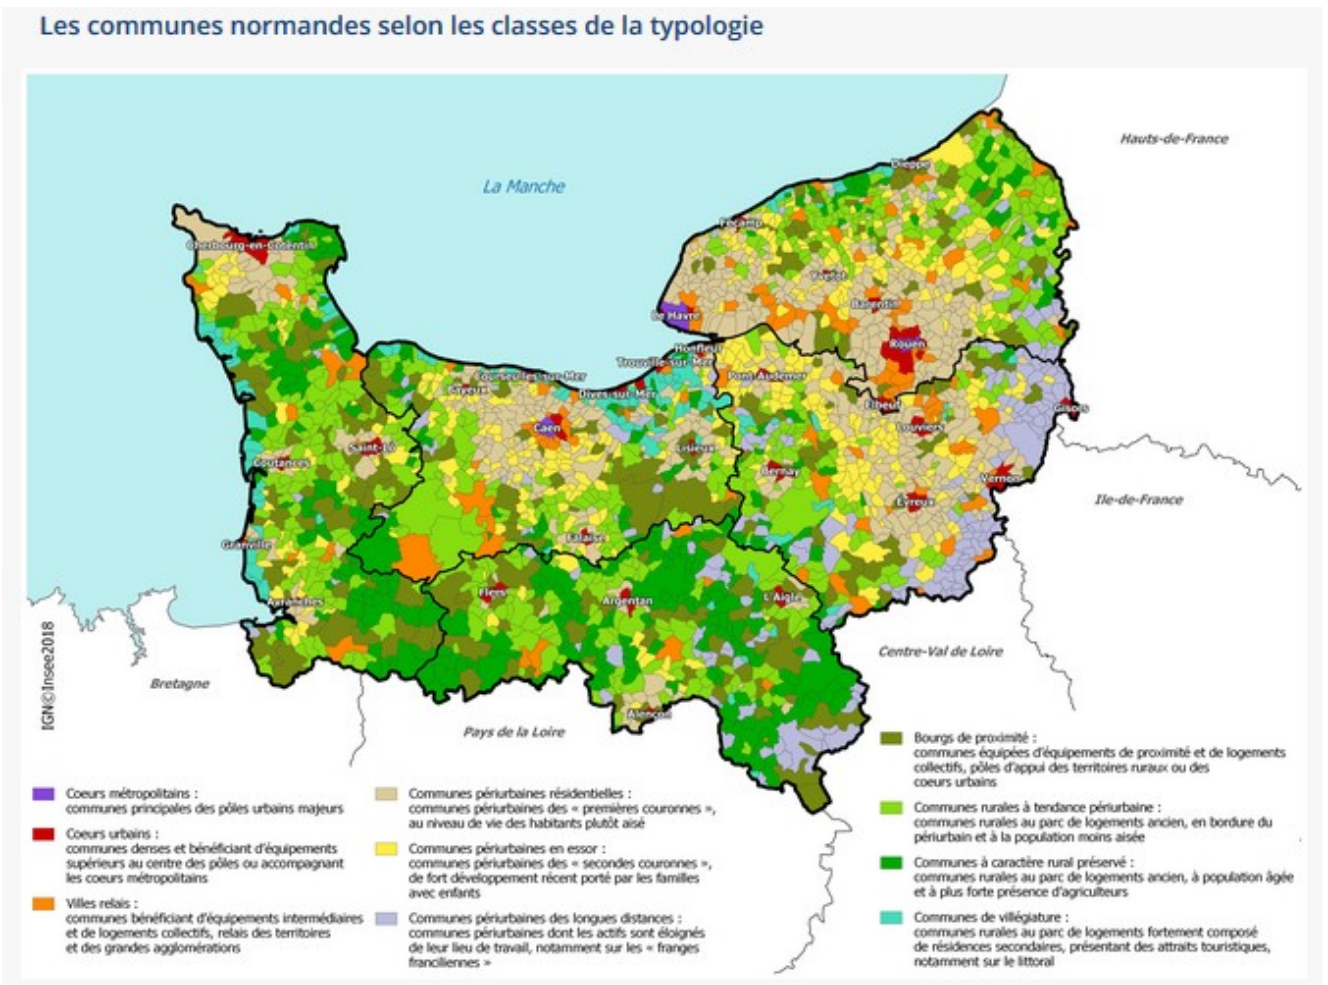 Les communes normandes selon les classes de la typologie
Hauts-de-France
La Manche
Dieppe
Fécamp
Cherbourg-en-Cotentin
Yvetot
Barentin
Le Havre
Rouen
Honfleur
Trouville-sur-Mer
Courseulles-sur-Mer
Pont-Audemer
Bayeux
Dives-sur-Mer
Elbeuf
Gisors
Caen
Louviers
Saint-Lô
Lisieux
Coutances
Bernay
Vernon
Evreux
Ile-de-France
Falaise
Granville
Flers
Argentan
L'Aigle
Avranches
Centre-Val de Loire
Bretagne
Alençon
Pays de la Loire
IGN©Insee2018
Coeurs métropolitains :
communes principales des pôles urbains majeurs
Coeurs urbains :
communes denses et bénéficiant d'équipements
supérieurs au centre des pôles ou accompagnant
les coeurs métropolitains
Villes relais :
communes bénéficiant d'équipements intermédiaires
et de logements collectifs, relais des territoires
et des grandes agglomérations
Communes périurbaines résidentielles :
communes périurbaines des « premières couronnes »,
au niveau de vie des habitants plutôt aisé
Communes périurbaines en essor :
communes périurbaines des « secondes couronnes »,
de fort développement récent porté par les familles
avec enfants
Communes périurbaines des longues distances :
communes périurbaines dont les actifs sont éloignés
de leur lieu de travail, notamment sur les « franges
franciliennes »
Bourgs de proximité :
communes équipées d'équipements de proximité et de logements
collectifs, pôles d'appui des territoires ruraux ou des
coeurs urbains
Communes rurales à tendance périurbaine :
communes rurales au parc de logements ancien, en bordure du
périurbain et à la population moins aisée
Communes à caractère rural préservé :
communes rurales au parc de logements ancien, à population âgée
et à plus forte présence d'agriculteurs
Communes de villégiature :
communes rurales au parc de logements fortement composé
de résidences secondaires, présentant des attraits touristiques,
notamment sur le littoral